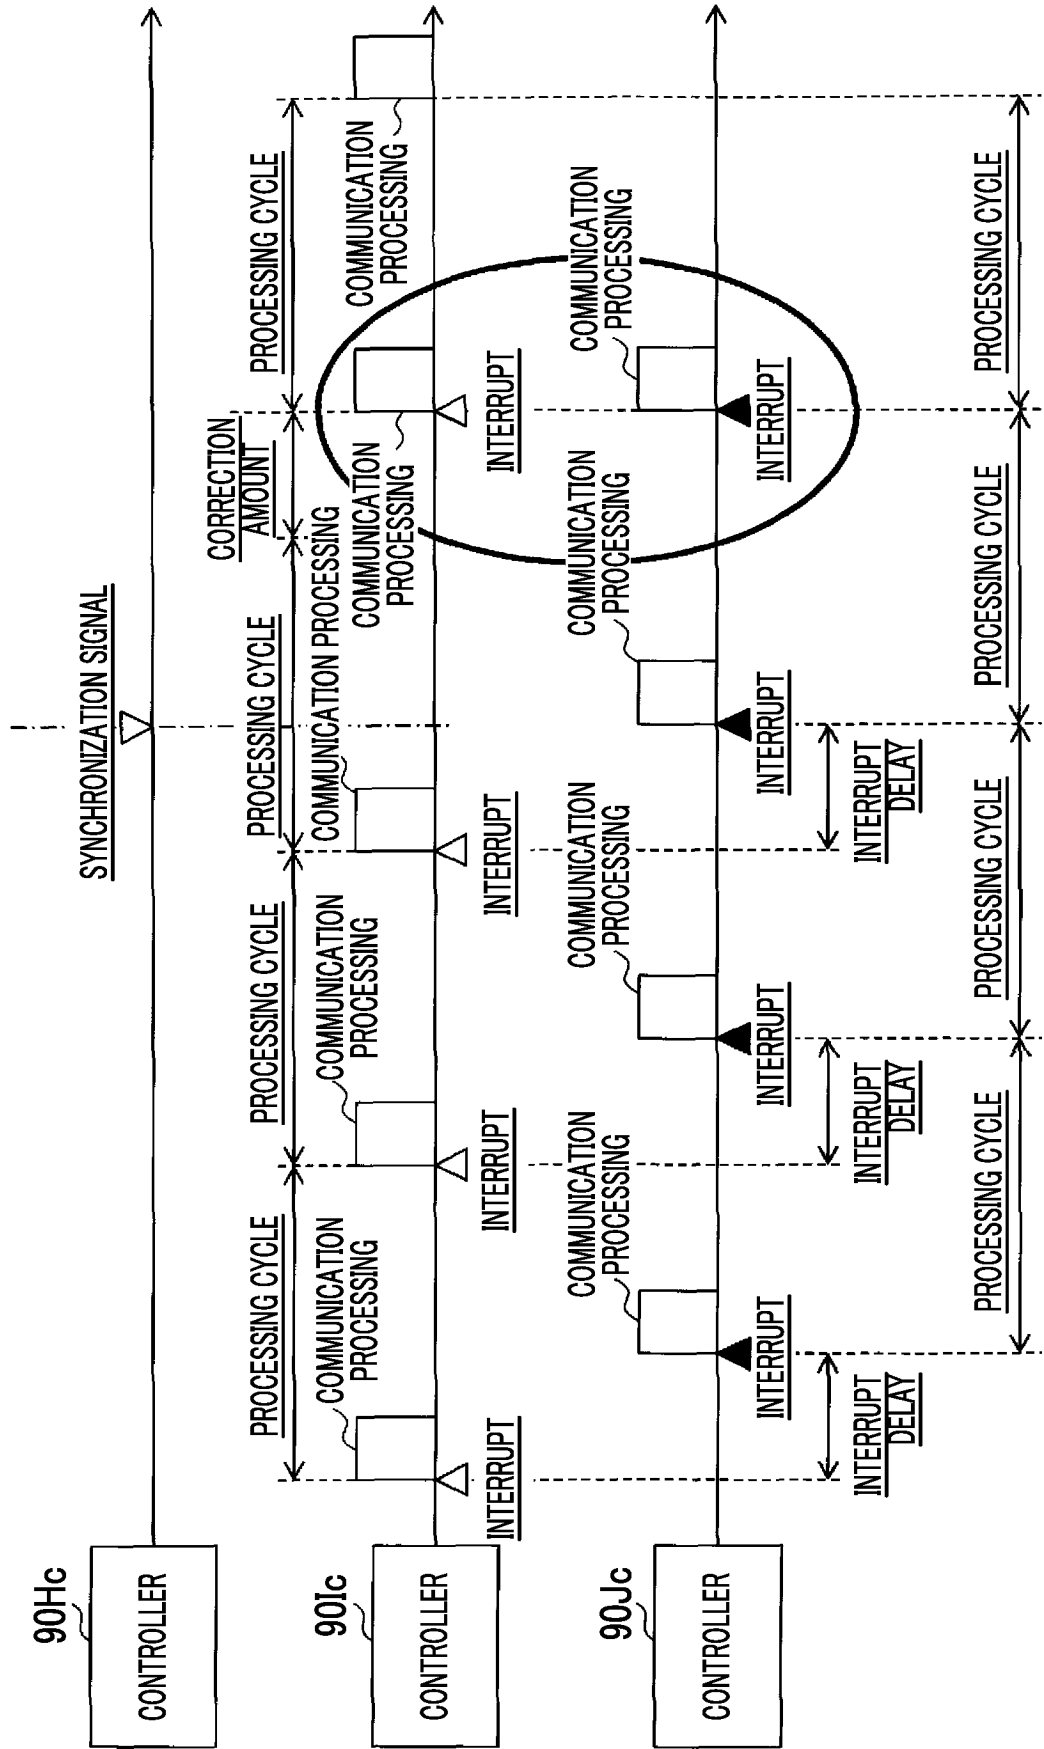 90Hc
CONTROLLER
SYNCHRONIZATION SIGNAL
PROCESSING CYCLE
PROCESSING CYCLE
PROCESSING CYCLE
CORRECTION
AMOUNT
PROCESSING CYCLE
90Ic
CONTROLLER
COMMUNICATION
PROCESSING
COMMUNICATION
PROCESSING
COMMUNICATION PROCESSING
COMMUNICATION
PROCESSING
COMMUNICATION
PROCESSING
INTERRUPT
INTERRUPT
INTERRUPT
INTERRUPT
90Jc
CONTROLLER
COMMUNICATION
PROCESSING
COMMUNICATION
PROCESSING
COMMUNICATION
PROCESSING
COMMUNICATION
PROCESSING
INTERRUPT
INTERRUPT
INTERRUPT
INTERRUPT
INTERRUPT
DELAY
INTERRUPT
DELAY
INTERRUPT
DELAY
PROCESSING CYCLE
PROCESSING CYCLE
PROCESSING CYCLE
PROCESSING CYCLE